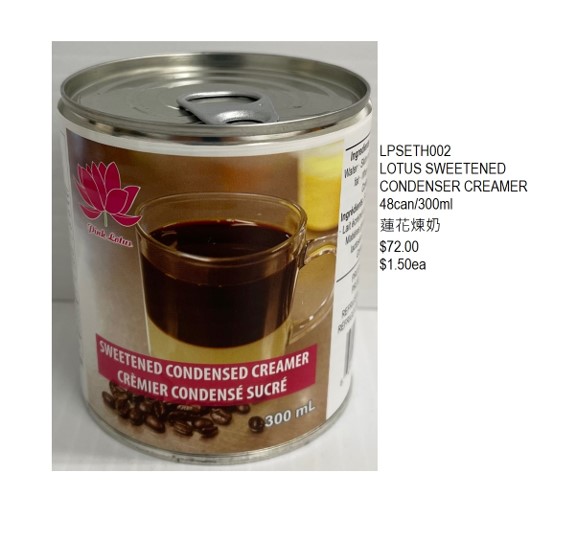 Pink Lotus
SWEETENED CONDENSED CREAMER
CRÈMIER CONDENSÉ SUCRÉ
300 mL
Water
LPSETH002
LOTUS SWEETENED
CONDENSER CREAMER
48can/300ml
蓮花煉奶
$72.00
$1.50ea